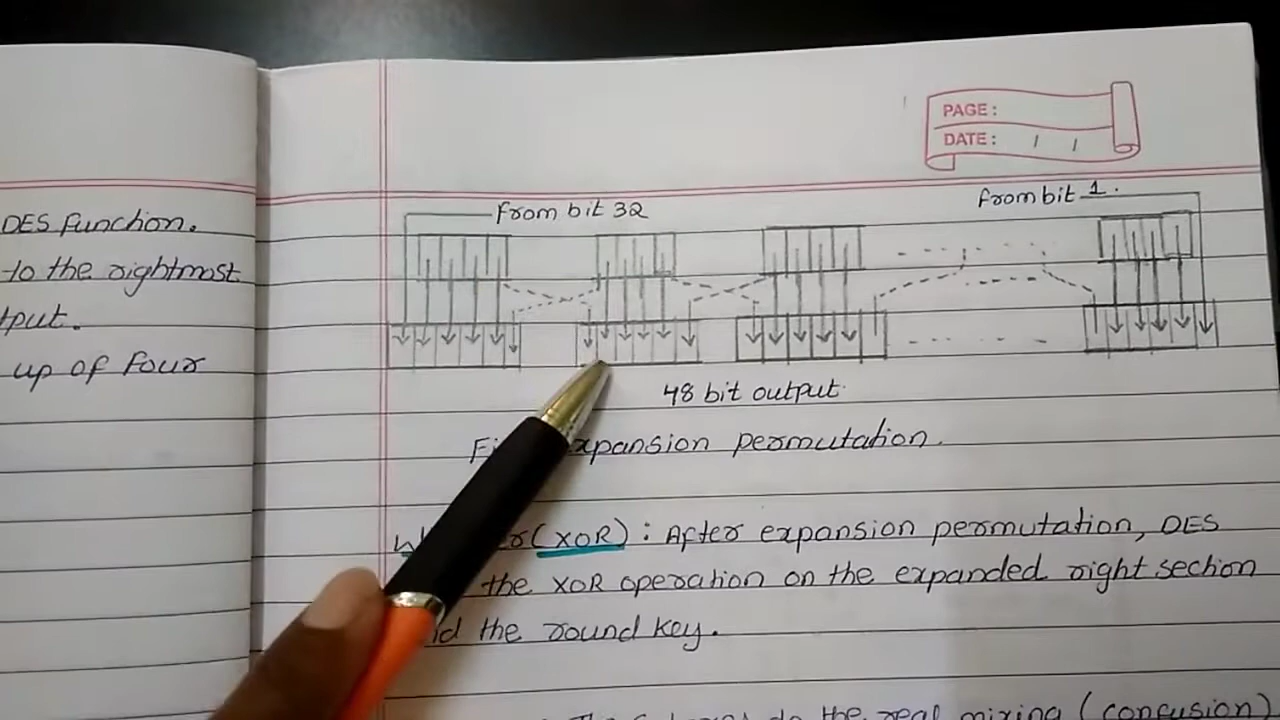 PAGE:
DATE: / /
DES function.
to the rightmost
tput.
up of four
from bit 32
from bit 1.
48 bit output.
expansion permutation.
(XOR): After expansion permutation, DES
the XOR operation on the expanded right section
the round key.
do the real mixing (confusion)